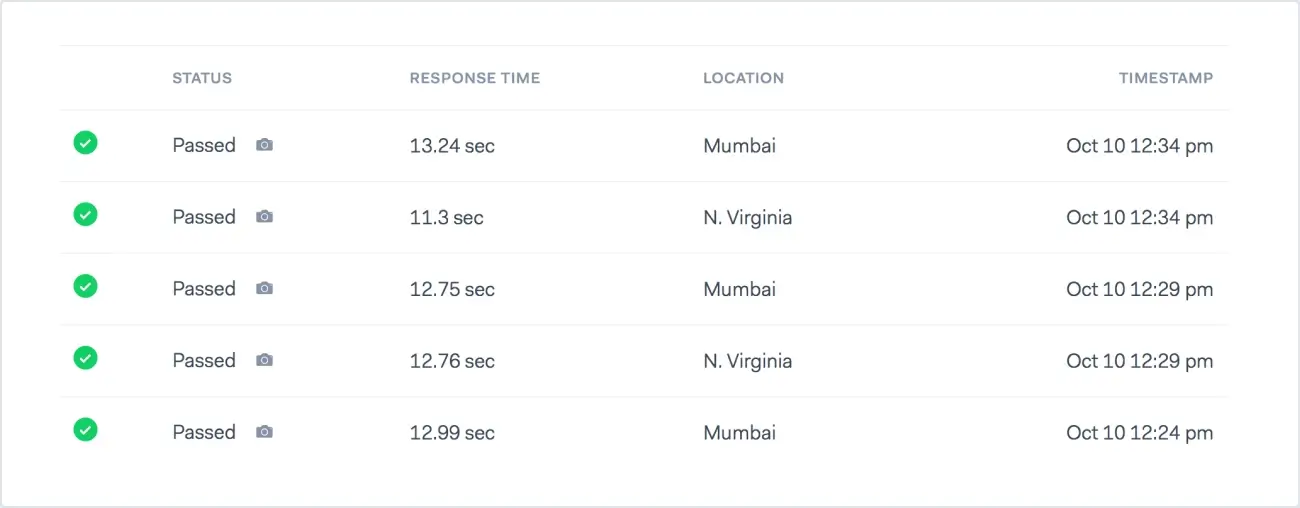 STATUS RESPONSE TIME LOCATION TIMESTAMP
Passed 13.24 sec Mumbai Oct 10 12:34 pm
Passed 11.3 sec N. Virginia Oct 10 12:34 pm
Passed 12.75 sec Mumbai Oct 10 12:29 pm
Passed 12.76 sec N. Virginia Oct 10 12:29 pm
Passed 12.99 sec Mumbai Oct 10 12:24 pm